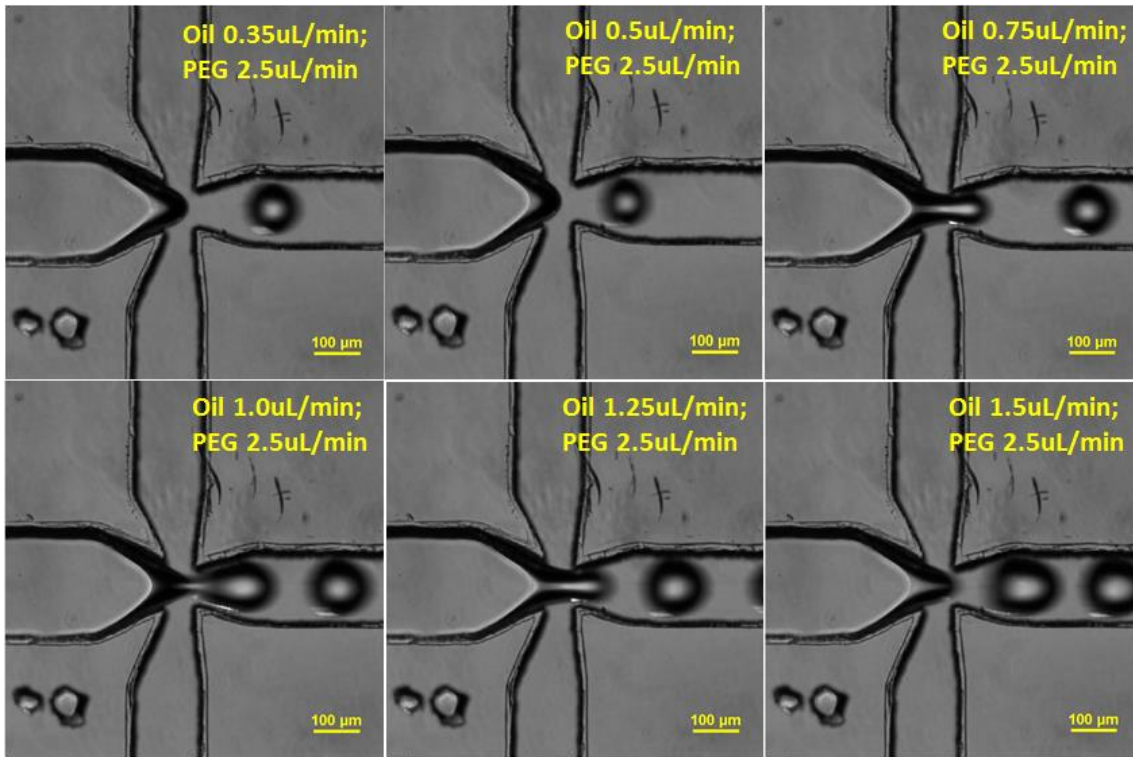 Oil 0.35uL/min;
PEG 2.5uL/min
100 µm
Oil 0.5uL/min;
PEG 2.5uL/min
100 µm
Oil 0.75uL/min;
PEG 2.5uL/min
100 µm
Oil 1.0uL/min;
PEG 2.5uL/min
100 µm
Oil 1.25uL/min;
PEG 2.5uL/min
100 µm
Oil 1.5uL/min;
PEG 2.5uL/min
100 µm